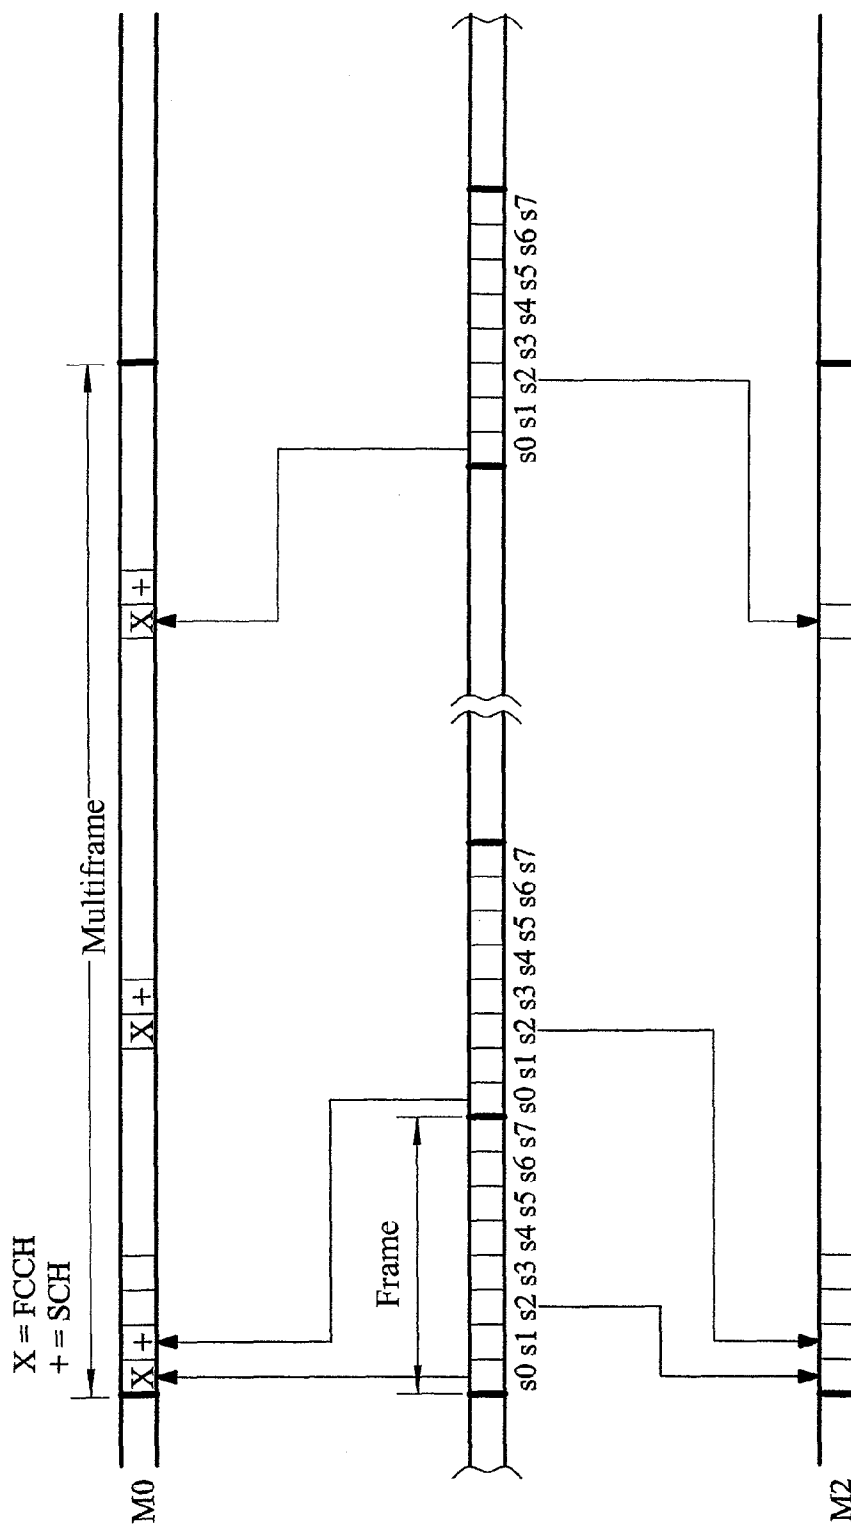 X = FCCH
+ = SCH
Multiframe
M0
X + X + X +
Frame
s0 s1 s2 s3 s4 s5 s6 s7 s0 s1 s2 s3 s4 s5 s6 s7 s0 s1 s2 s3 s4 s5 s6 s7
M2